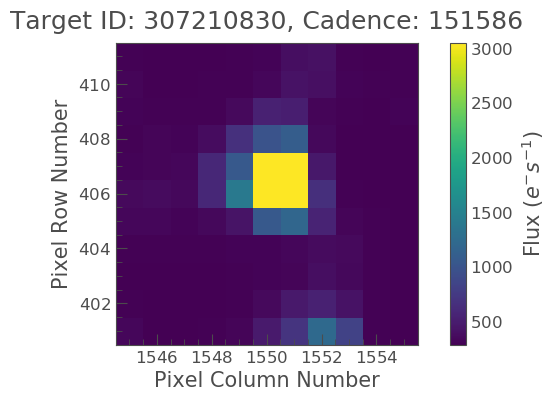 Target ID: 307210830, Cadence: 151586
410
408
406
404
402
Pixel Row Number
1546 1548 1550 1552 1554
Pixel Column Number
3000
2500
2000
1500
1000
500
Flux (e⁻s⁻¹)